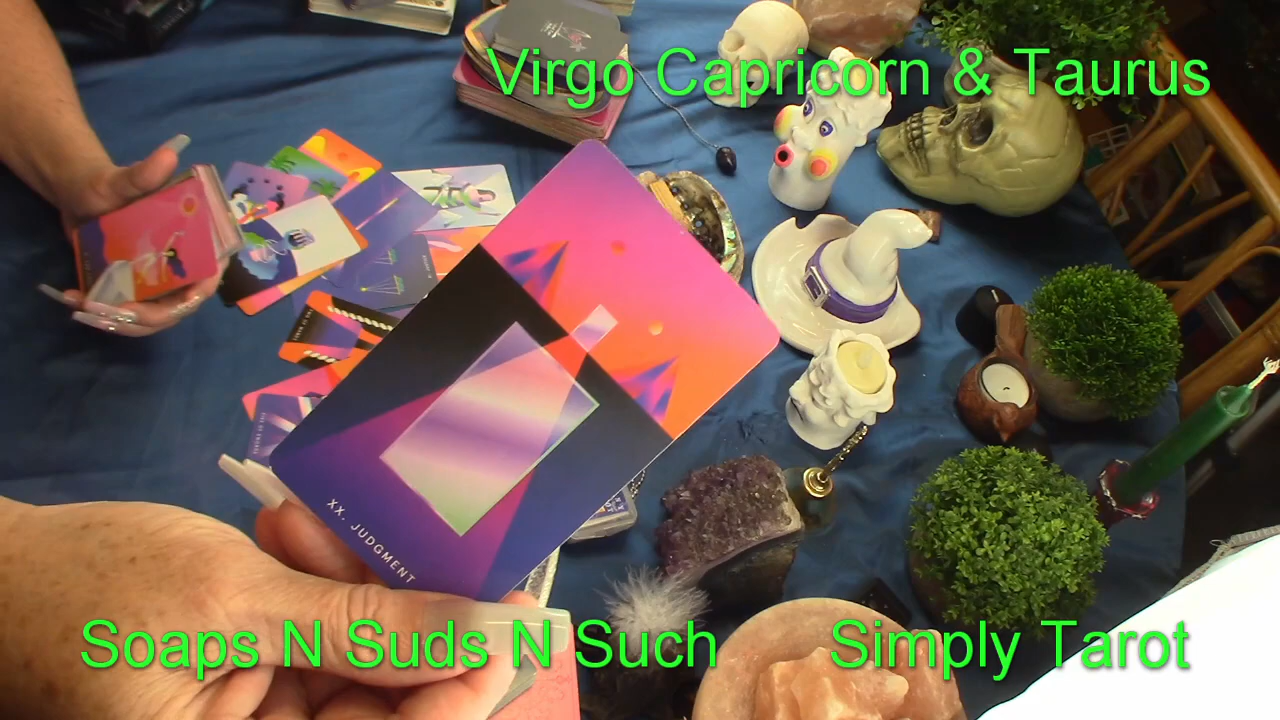 Virgo Capricorn & Taurus
XX. JUDGMENT
Soaps N Suds N Such
Simply Tarot